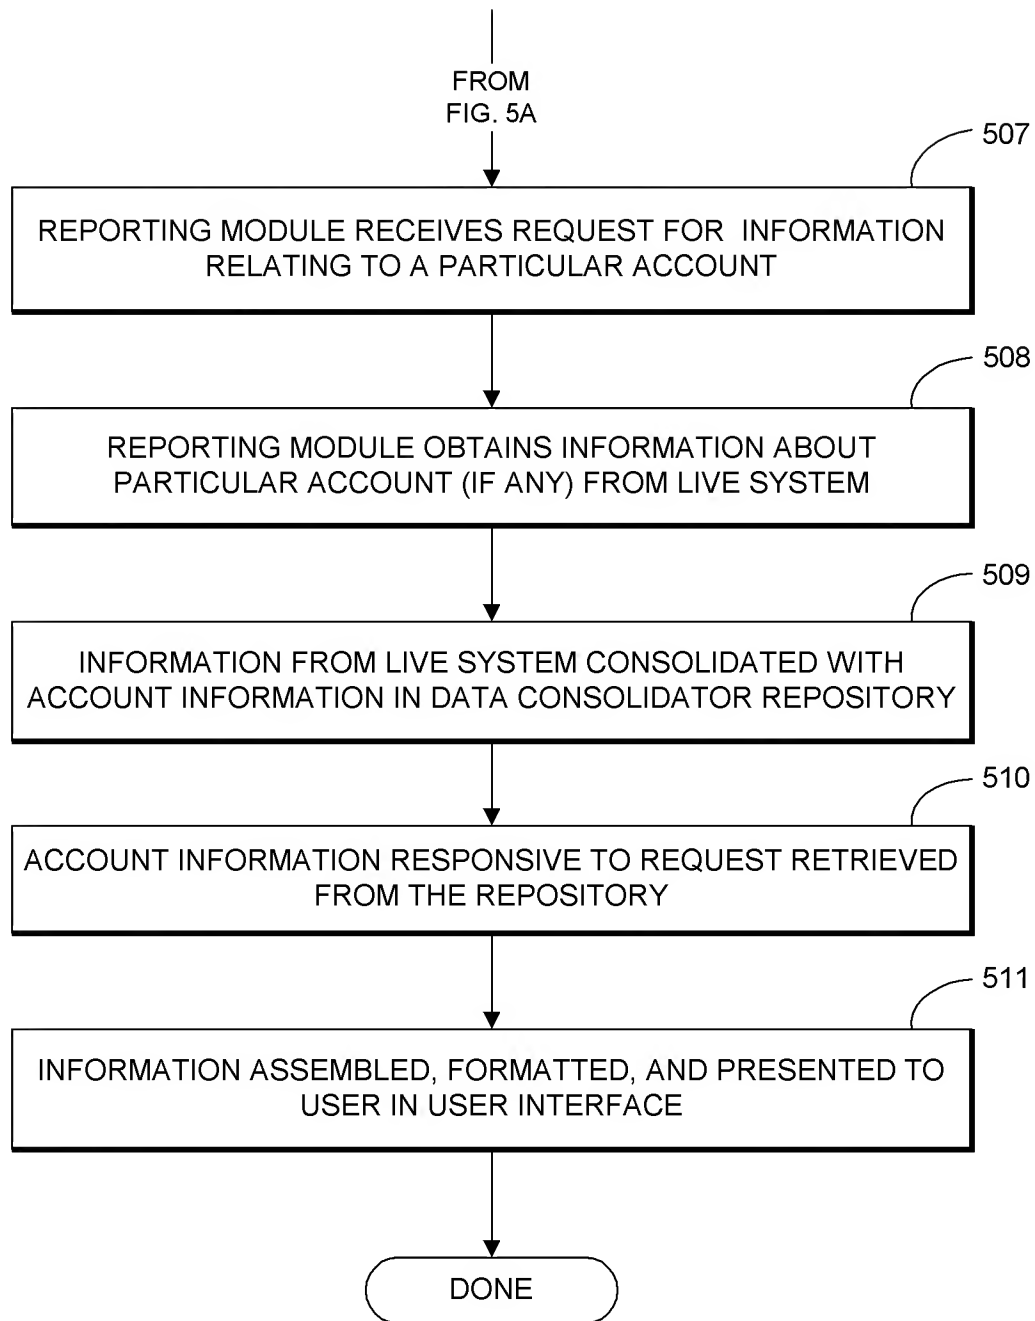 FROM
FIG. 5A
507
REPORTING MODULE RECEIVES REQUEST FOR INFORMATION
RELATING TO A PARTICULAR ACCOUNT
508
REPORTING MODULE OBTAINS INFORMATION ABOUT
PARTICULAR ACCOUNT (IF ANY) FROM LIVE SYSTEM
509
INFORMATION FROM LIVE SYSTEM CONSOLIDATED WITH
ACCOUNT INFORMATION IN DATA CONSOLIDATOR REPOSITORY
510
ACCOUNT INFORMATION RESPONSIVE TO REQUEST RETRIEVED
FROM THE REPOSITORY
511
INFORMATION ASSEMBLED, FORMATTED, AND PRESENTED TO
USER IN USER INTERFACE
DONE